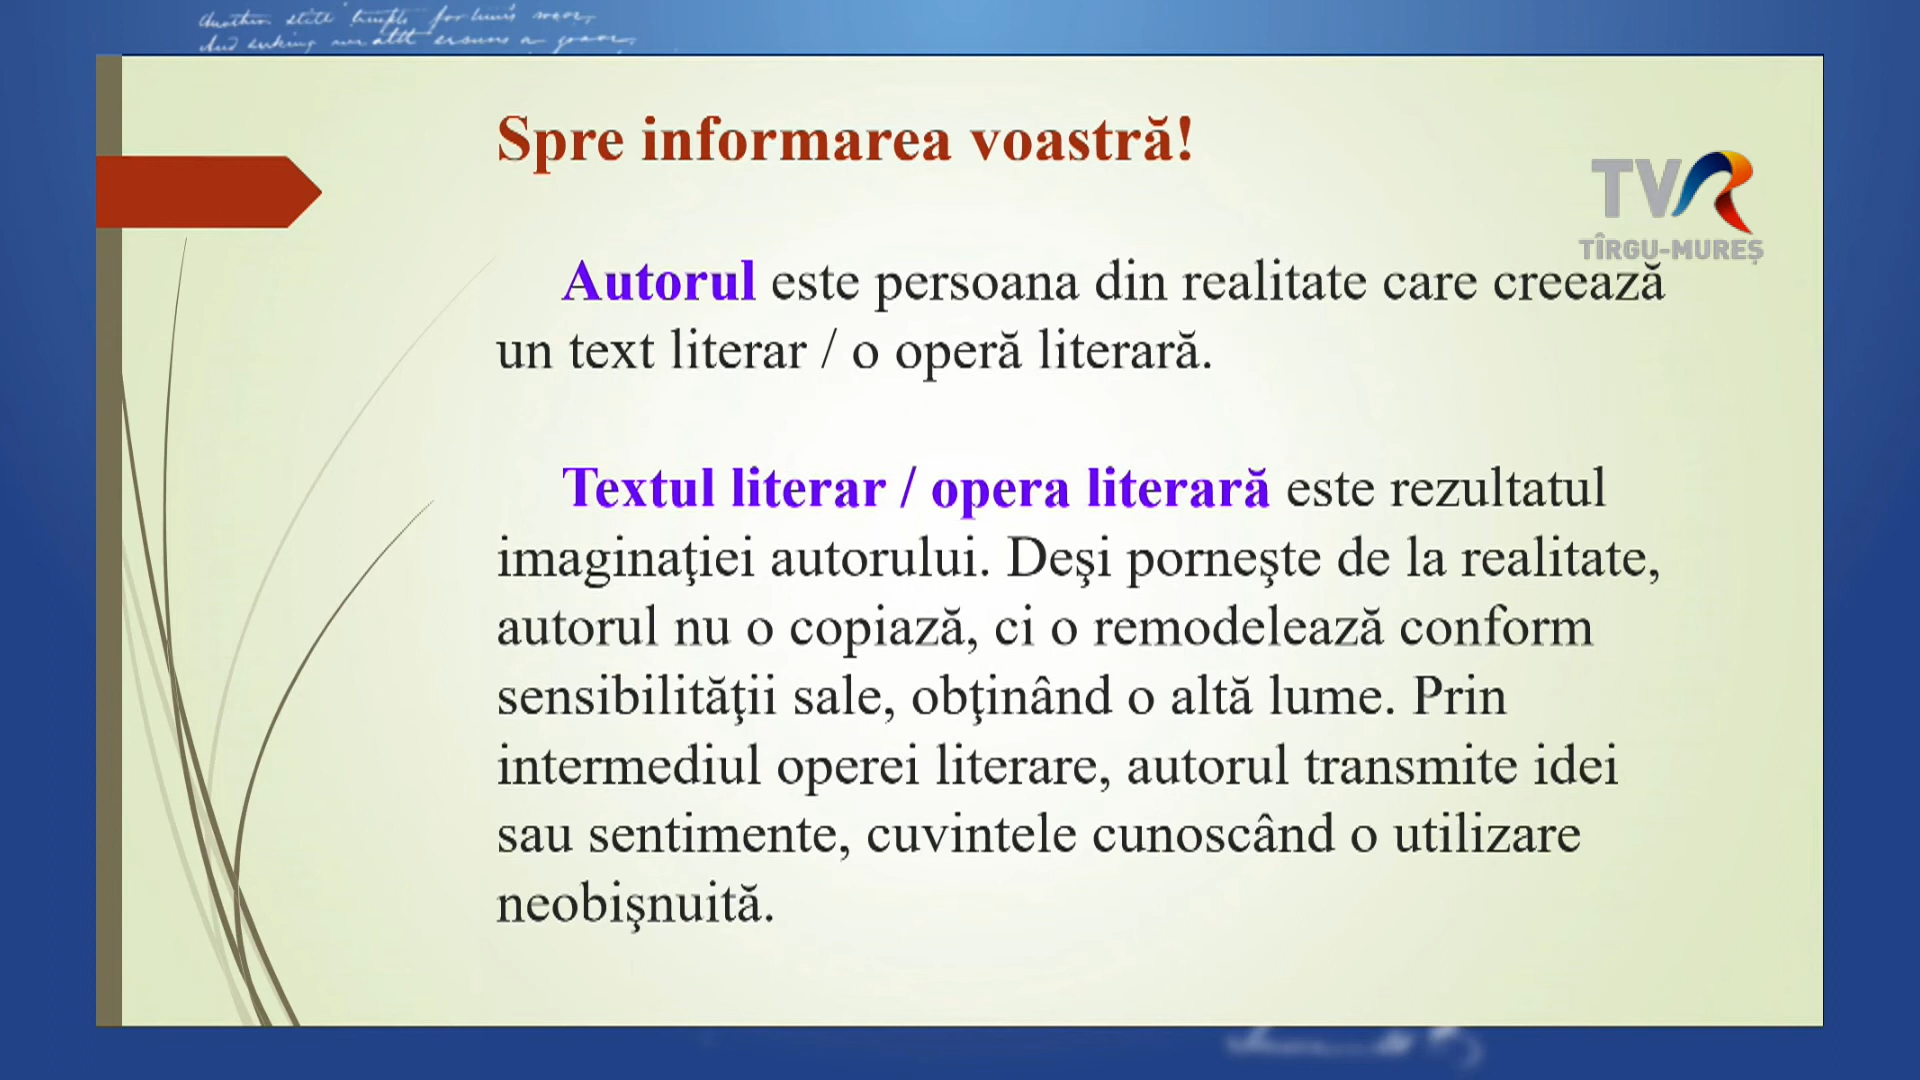 Spre informarea voastră!
TVR
TÎRGU-MUREȘ
Autorul este persoana din realitate care creează
un text literar / o operă literară.
Textul literar / opera literară este rezultatul
imaginaţiei autorului. Deşi porneşte de la realitate,
autorul nu o copiază, ci o remodelează conform
sensibilităţii sale, obţinând o altă lume. Prin
intermediul operei literare, autorul transmite idei
sau sentimente, cuvintele cunoscând o utilizare
neobişnuită.